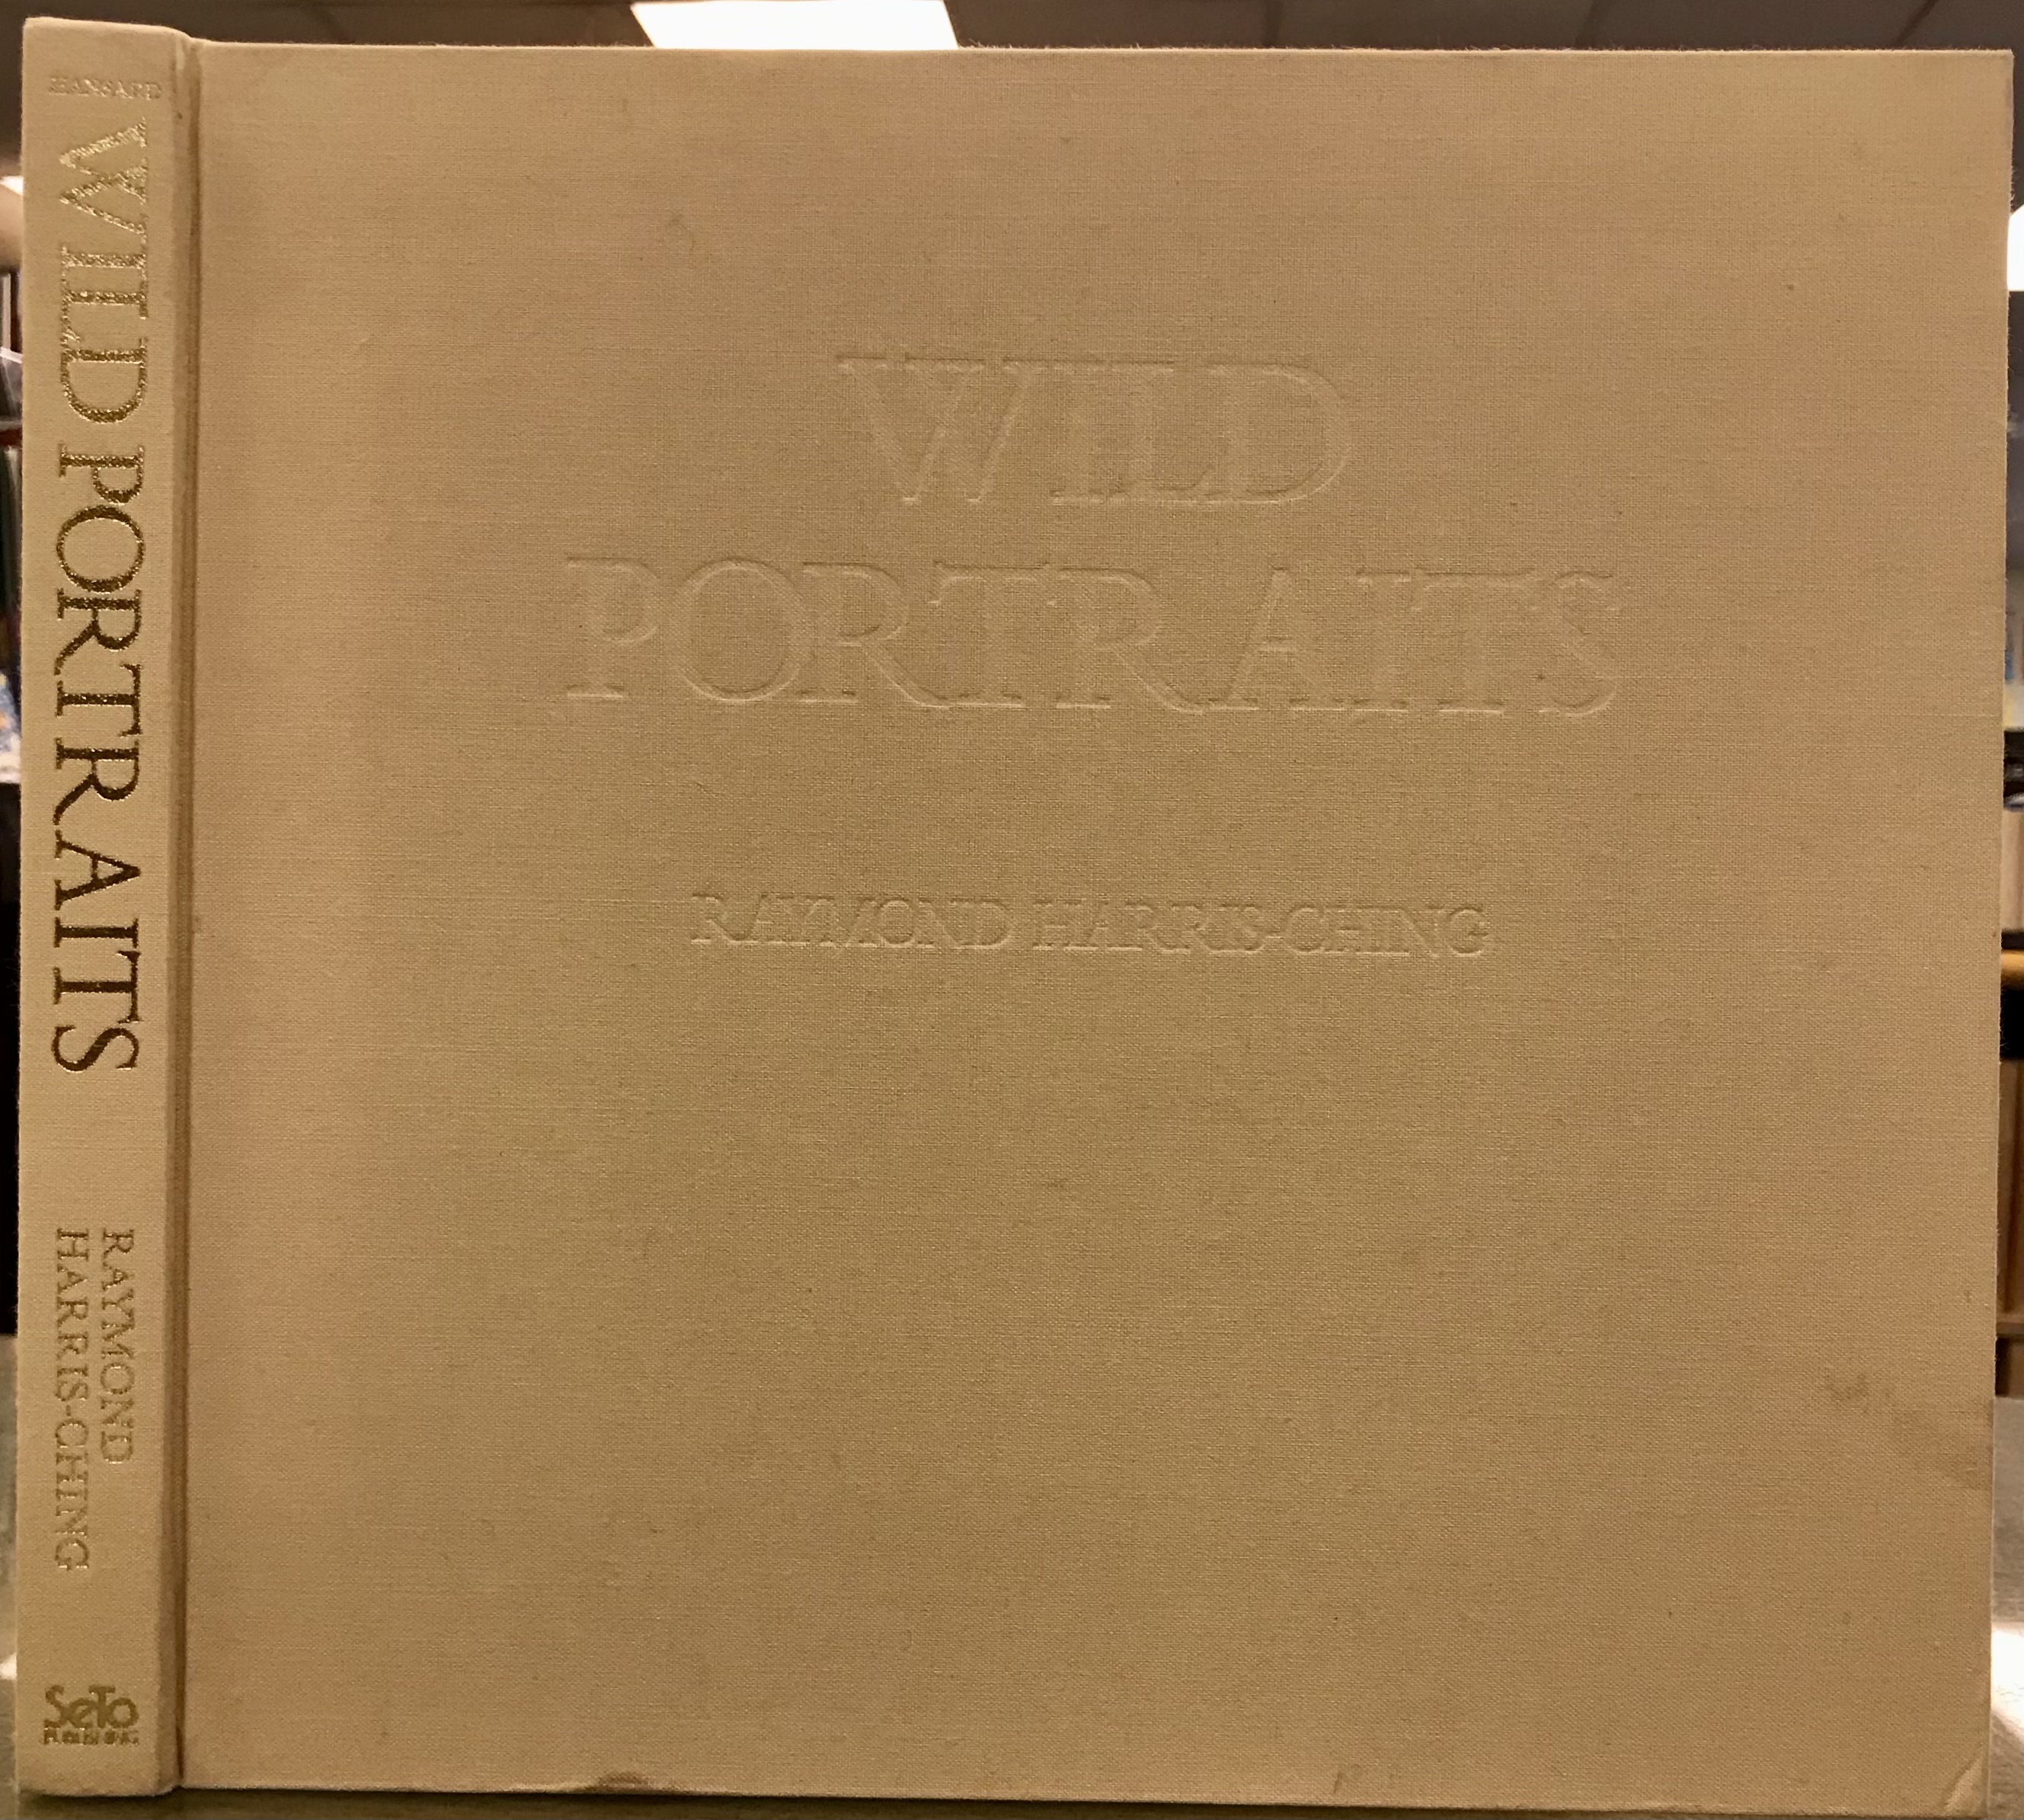 HANSARD
WILD PORTRAITS
RAYMOND
HARRIS-CHING
SeTo
WILD
PORTRAITS
RAYMOND HARRIS-CHING